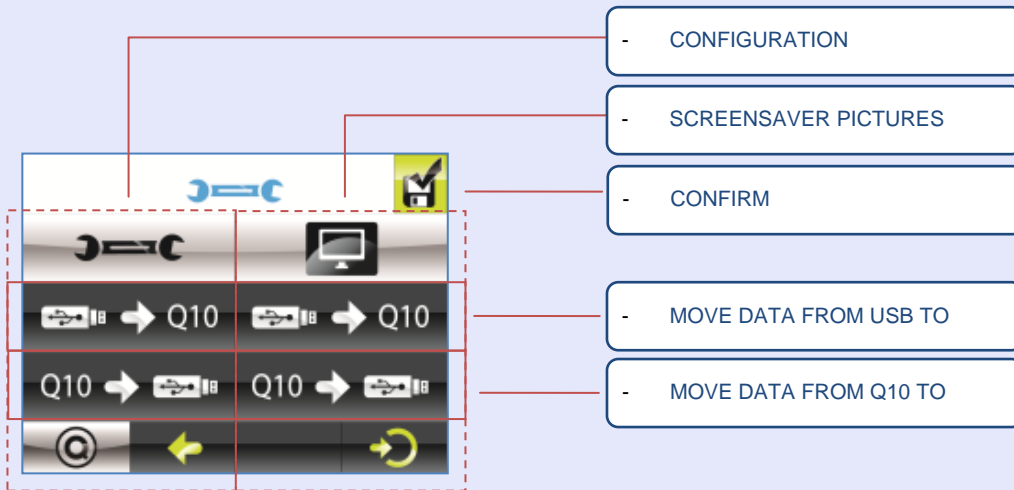 - CONFIGURATION
- SCREENSAVER PICTURES
- CONFIRM
Q10 Q10
- MOVE DATA FROM USB TO
Q10 Q10
- MOVE DATA FROM Q10 TO